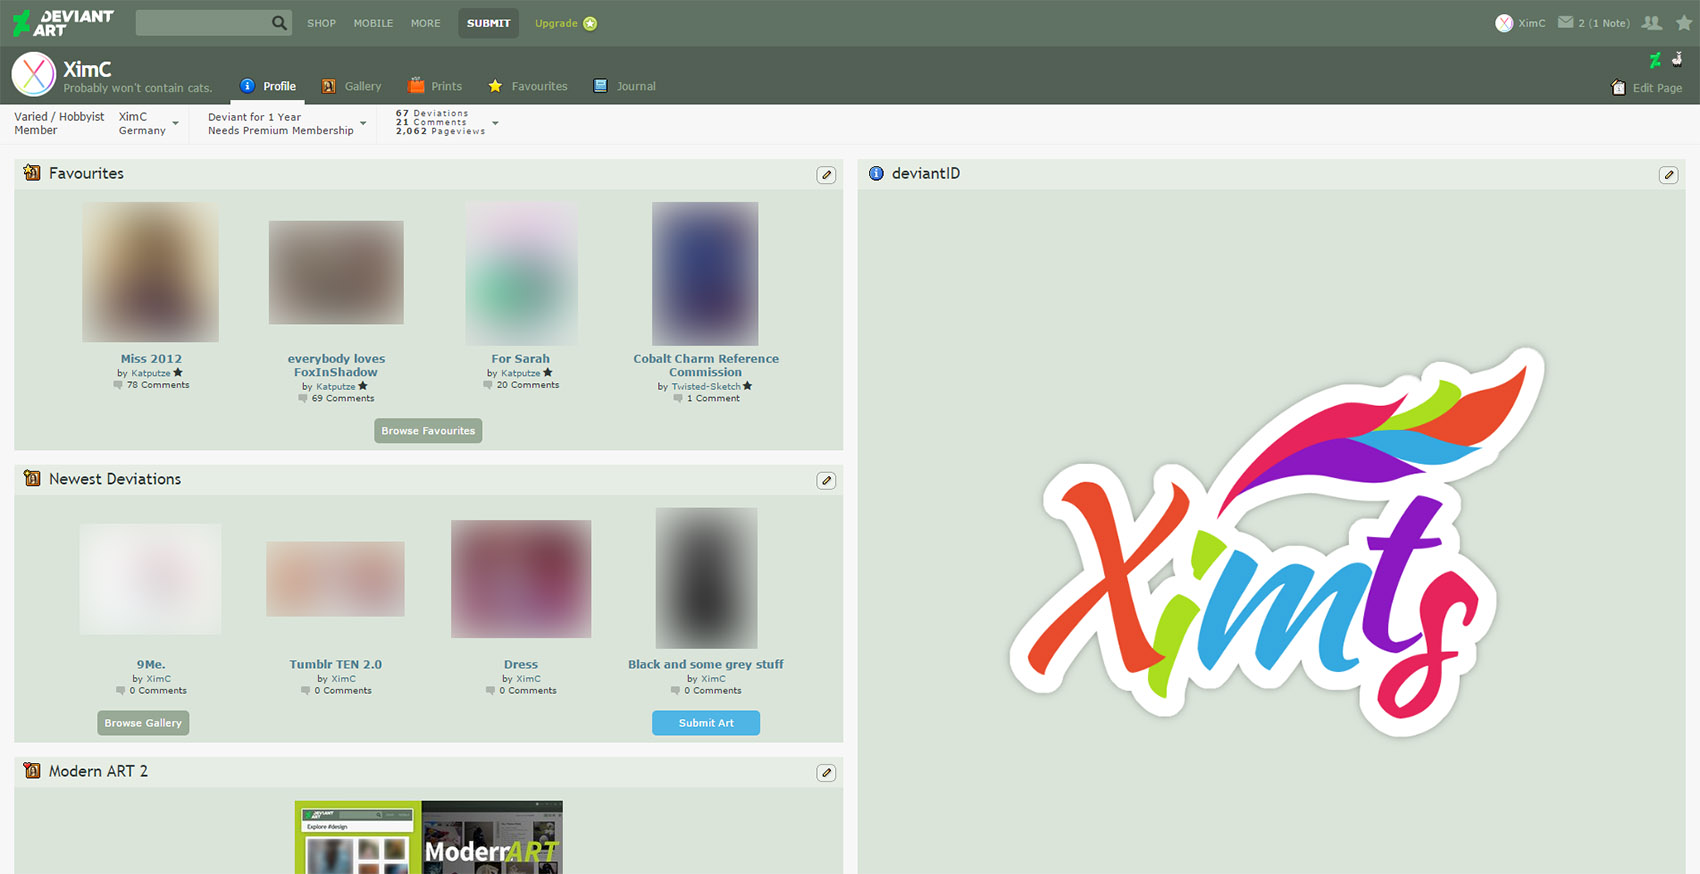 DEVIANT
ART
SHOP
MOBILE
MORE
SUBMIT
Upgrade
XimC
2 (1 Note)
XimC
Probably won't contain cats.
Profile
Gallery
Prints
Favourites
Journal
Edit Page
Varied / Hobbyist
Member
XimC
Germany
Deviant for 1 Year
Needs Premium Membership
67 Deviations
21 Comments
2,062 Pageviews
Favourites
Miss 2012
by Katputze
78 Comments
everybody loves
FoxInShadow
by Katputze
69 Comments
For Sarah
by Katputze
20 Comments
Cobalt Charm Reference
Commission
by Twisted-Sketch
1 Comment
Browse Favourites
Newest Deviations
9Me.
by XimC
0 Comments
Tumblr TEN 2.0
by XimC
0 Comments
Dress
by XimC
0 Comments
Black and some grey stuff
by XimC
0 Comments
Browse Gallery
Submit Art
Modern ART 2
DEVIANT
ART
Explore #design
ModernART
deviantID
Ximts